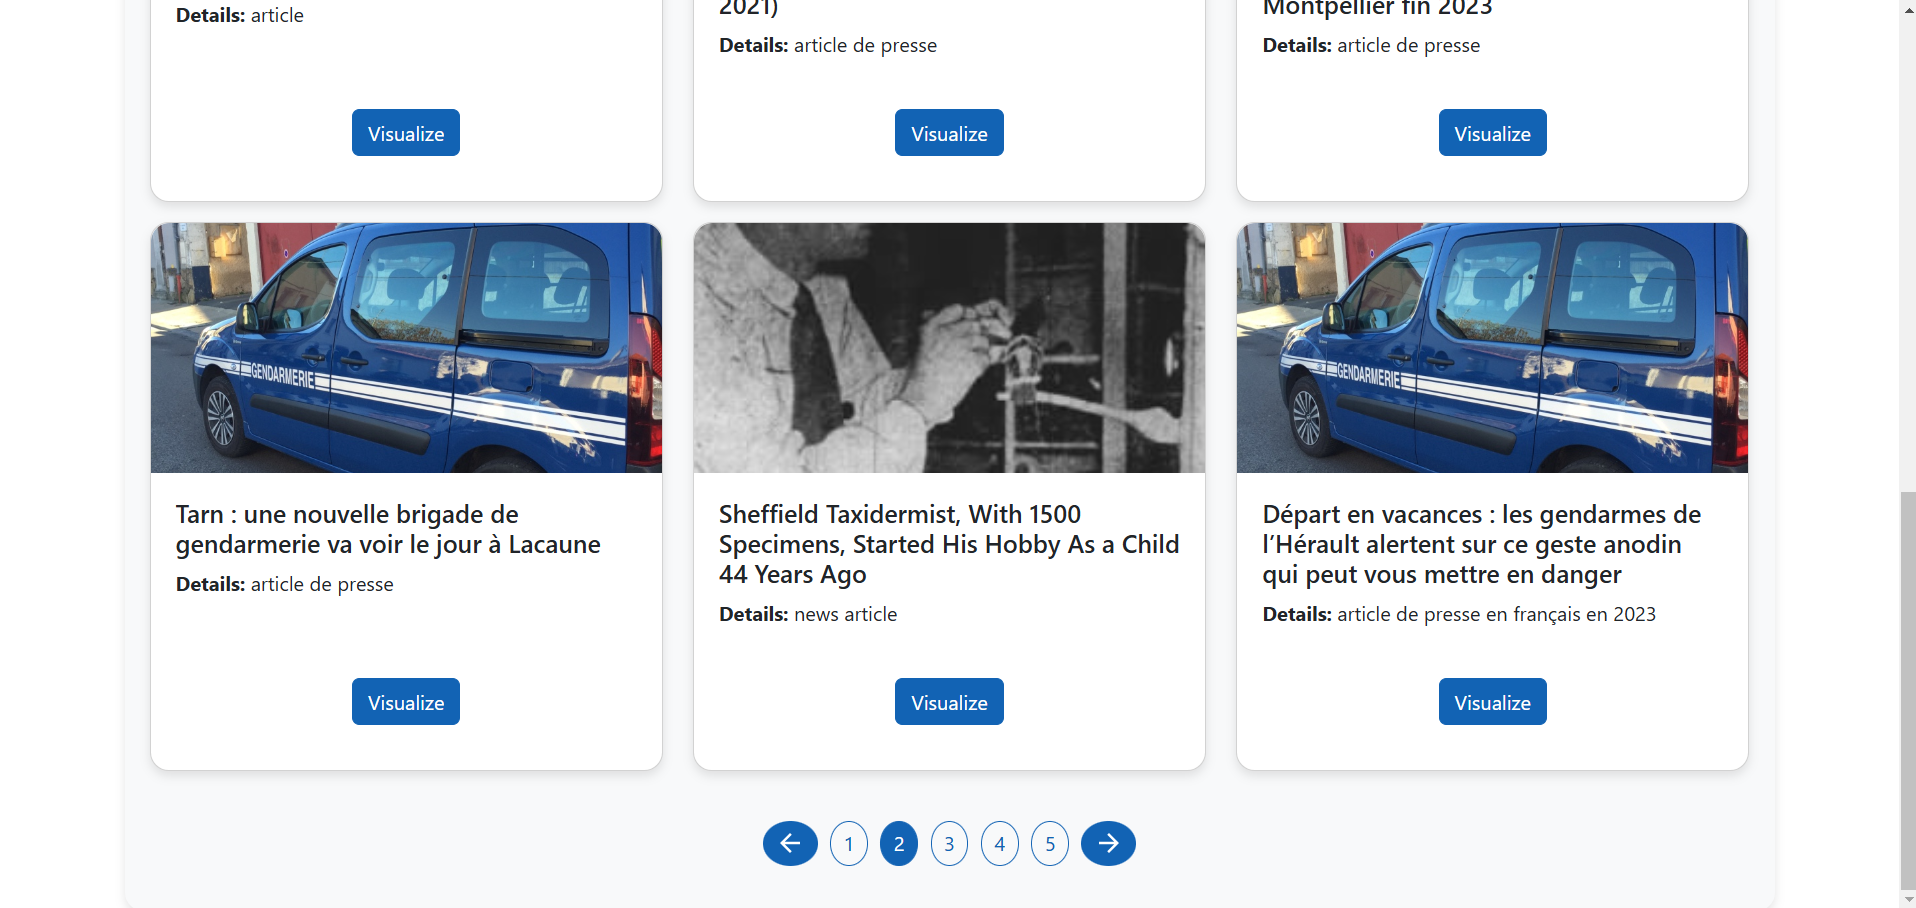 Details: article
2021)
Details: article de presse
Montpellier fin 2023
Details: article de presse
Visualize
Visualize
Visualize
GENDARMERIE
GENDARMERIE
Tarn : une nouvelle brigade de
gendarmerie va voir le jour à Lacaune
Details: article de presse
Sheffield Taxidermist, With 1500
Specimens, Started His Hobby As a Child
44 Years Ago
Details: news article
Départ en vacances : les gendarmes de
l’Hérault alertent sur ce geste anodin
qui peut vous mettre en danger
Details: article de presse en français en 2023
Visualize
Visualize
Visualize
1 2 3 4 5